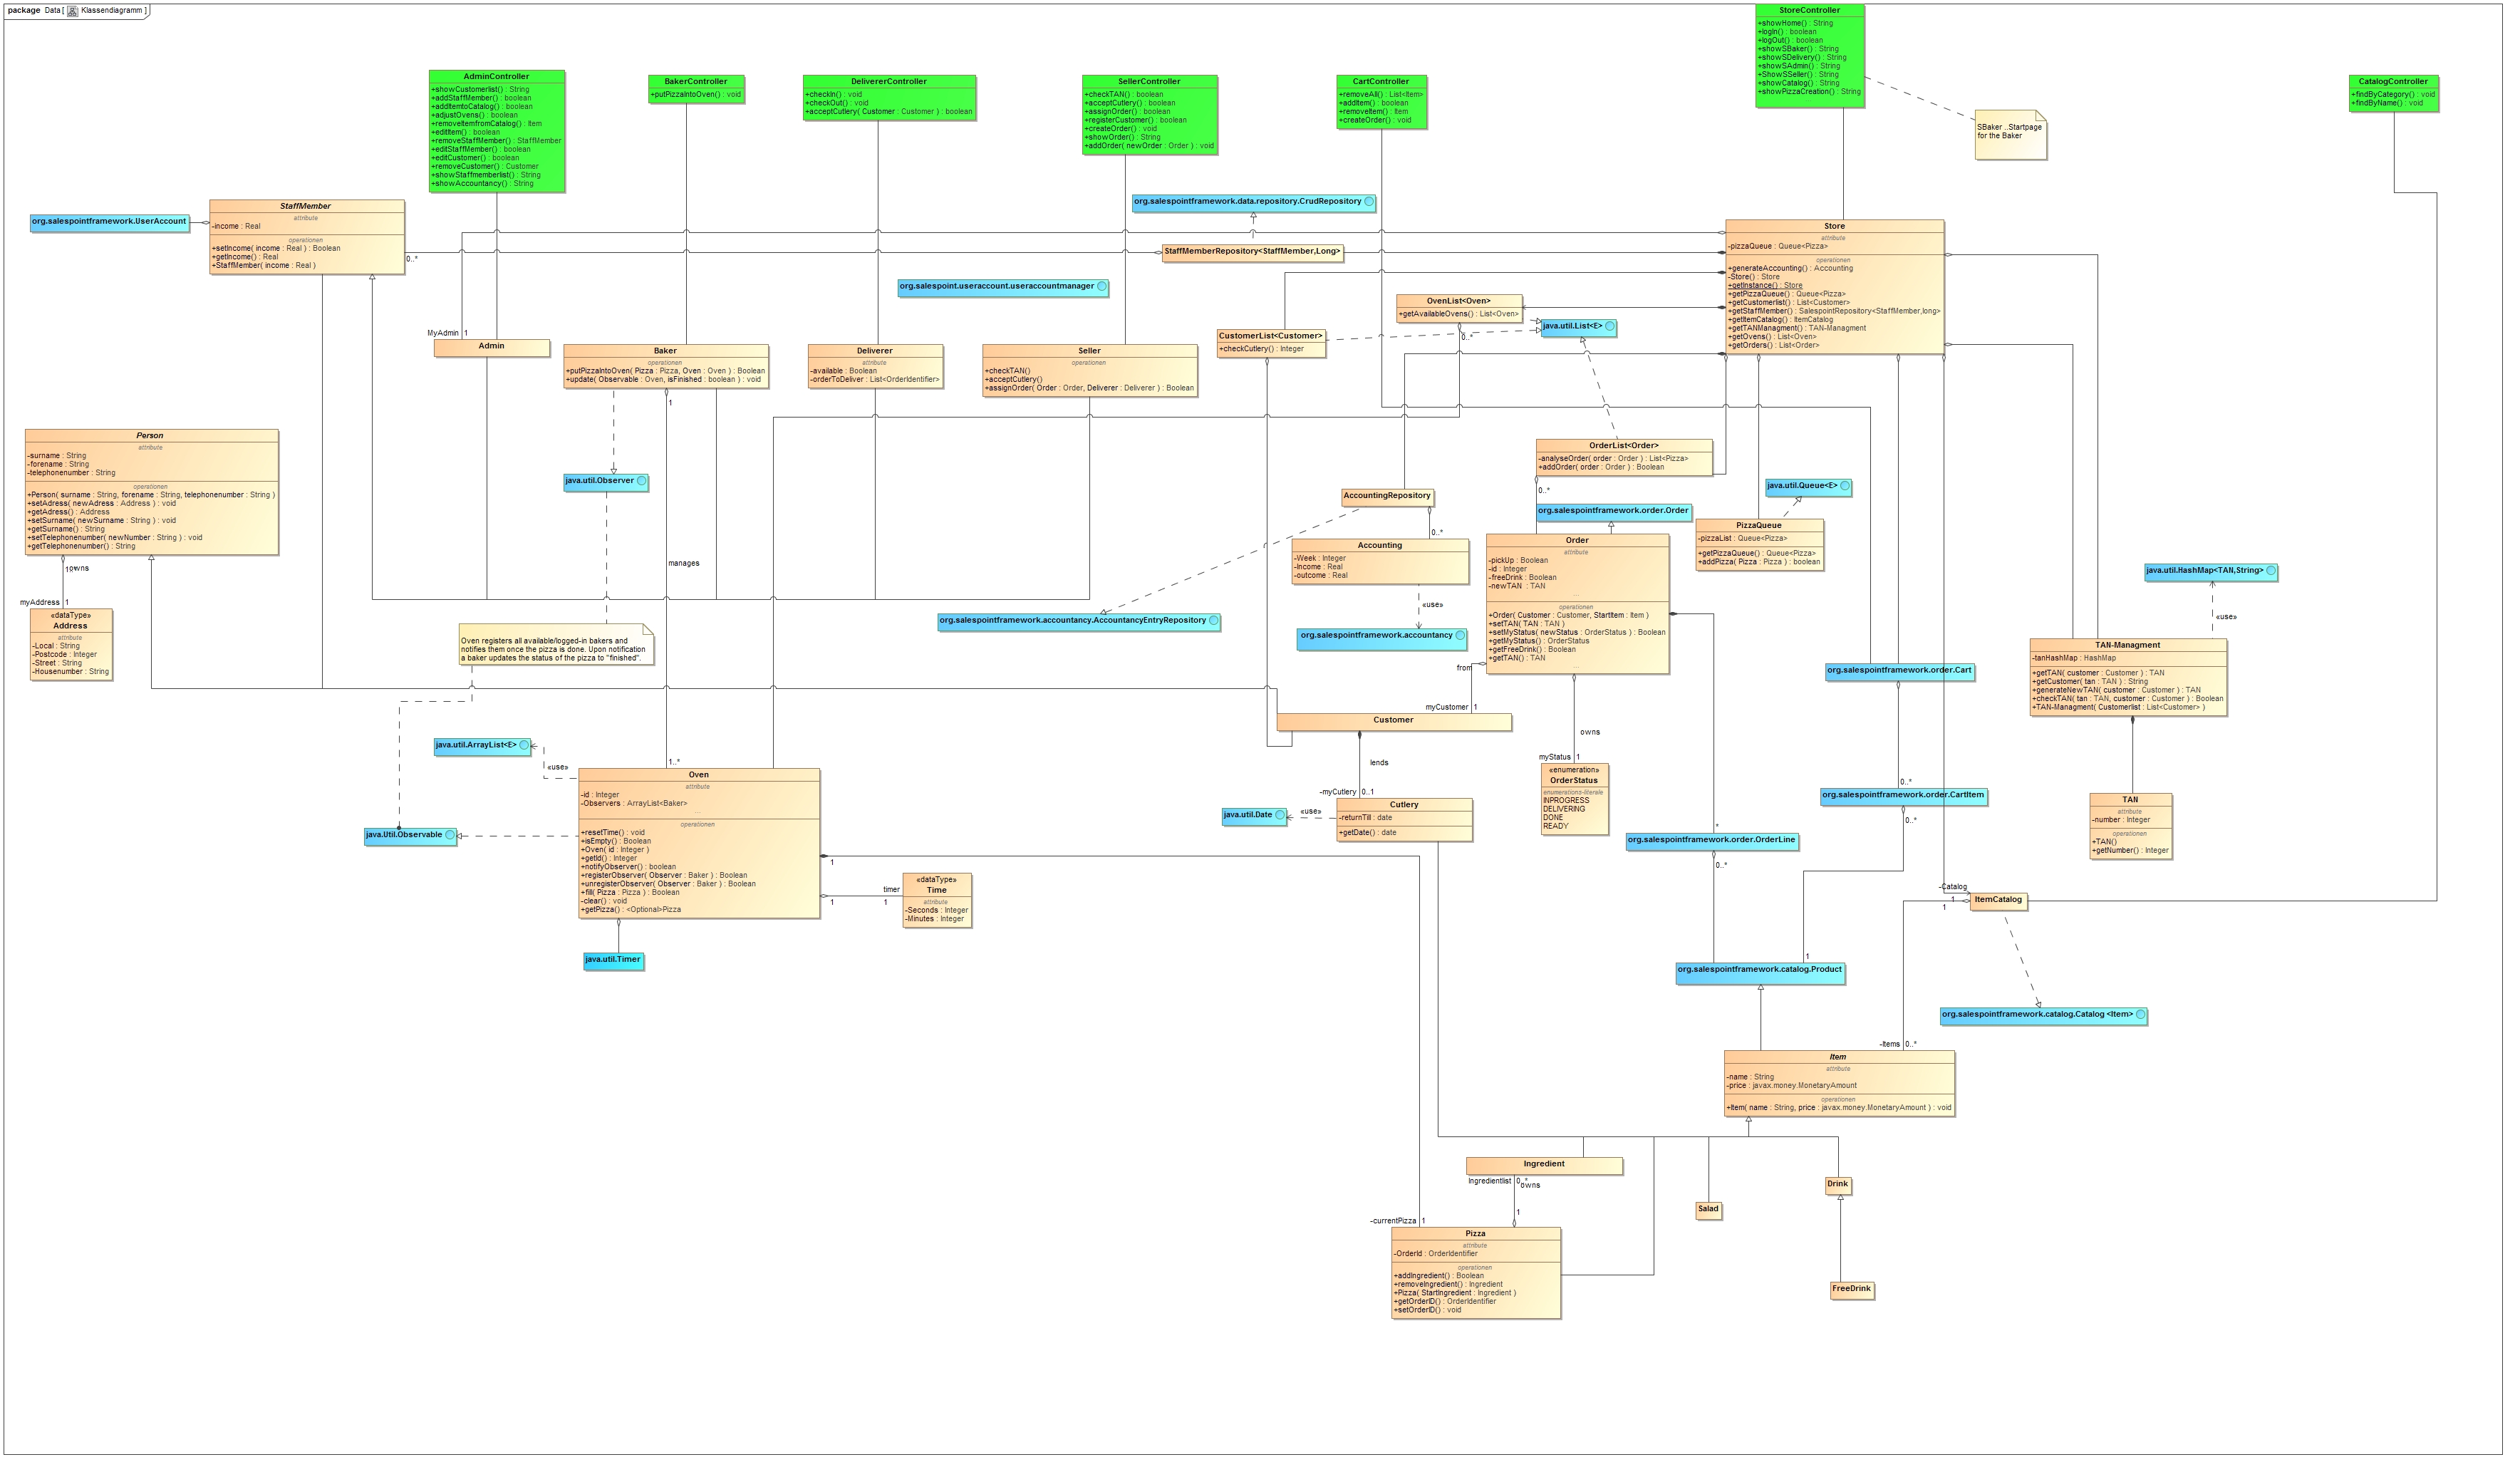 package Data [ Klassendiagramm ]
StoreController
+showHome() : String
+logIn() : boolean
+logOut() : boolean
+showSBaker() : String
+showSDelivery() : String
+showSAdmin() : String
+ShowSSeller() : String
+showCatalog() : String
+showPizzaCreation() : String
AdminController
+showCustomerlist() : String
+addStaffMember() : boolean
+addItemtoCatalog() : boolean
+adjustOvens() : boolean
+removeItemfromCatalog() : Item
+editItem() : boolean
+removeStaffMember() : StaffMember
+editStaffMember() : boolean
+editCustomer() : boolean
+removeCustomer() : Customer
+showStaffmemberlist() : String
+showAccountancy() : String
BakerController
+putPizzaIntoOven() : void
DelivererController
+checkIn() : void
+checkOut() : void
+acceptCutlery( Customer : Customer ) : boolean
SellerController
+checkTAN() : boolean
+acceptCutlery() : boolean
+assignOrder() : boolean
+registerCustomer() : boolean
+createOrder() : void
+showOrder() : String
+addOrder( newOrder : Order ) : void
CartController
+removeAll() : List<Item>
+addItem() : boolean
+removeItem() : Item
+createOrder() : void
CatalogController
+findByCategory() : void
+findByName() : void
SBaker ..Startpage
for the Baker
org.salespointframework.UserAccount
StaffMember
attribute
-income : Real
operationen
+setIncome( income : Real ) : Boolean
+getIncome() : Real
+StaffMember( income : Real )
0..*
org.salespointframework.data.repository.CrudRepository
StaffMemberRepository<StaffMember,Long>
org.salespoint.useraccount.useraccountmanager
Store
attribute
-pizzaQueue : Queue<Pizza>
operationen
+generateAccounting() : Accounting
-Store() : Store
+getInstance() : Store
+getPizzaQueue() : Queue<Pizza>
+getCustomerlist() : List<Customer>
+getStaffMember() : SalespointRepository<StaffMember,long>
+getItemCatalog() : ItemCatalog
+getTANManagment() : TAN-Managment
+getOvens() : List<Oven>
+getOrders() : List<Order>
OvenList<Oven>
+getAvailableOvens() : List<Oven>
0..*
CustomerList<Customer>
+checkCutlery() : Integer
java.util.List<E>
MyAdmin 1
Admin
Baker
operationen
+putPizzaIntoOven( Pizza : Pizza, Oven : Oven ) : Boolean
+update( Observable : Oven, isFinished : boolean ) : void
1
Deliverer
attribute
-available : Boolean
-orderToDeliver : List<OrderIdentifier>
Seller
operationen
+checkTAN()
+acceptCutlery()
+assignOrder( Order : Order, Deliverer : Deliverer ) : Boolean
Person
attribute
-surname : String
-forename : String
-telephonenumber : String
operationen
+Person( surname : String, forename : String, telephonenumber : String )
+setAdress( newAdress : Address ) : void
+getAdress() : Address
+setSurname( newSurname : String ) : void
+getSurname() : String
+setTelephonenumber( newNumber : String ) : void
+getTelephonenumber() : String
owns
myAddress 1
«dataType»
Address
attribute
-Local : String
-Postcode : Integer
-Street : String
-Housenumber : String
java.util.Observer
manages
Oven registers all available/logged-in bakers and
notifies them once the pizza is done. Upon notification
a baker updates the status of the pizza to "finished".
OrderList<Order>
-analyseOrder( order : Order ) : List<Pizza>
+addOrder( order : Order ) : Boolean
0..*
org.salespointframework.order.Order
AccountingRepository
0..*
Accounting
-Week : Integer
-Income : Real
-outcome : Real
«use»
org.salespointframework.accountancy.AccountancyEntryRepository
org.salespointframework.accountancy
Order
attribute
-pickUp : Boolean
-id : Integer
-freeDrink : Boolean
-newTAN : TAN
...
operationen
+Order( Customer : Customer, StartItem : Item )
+setTAN( TAN : TAN )
+setMyStatus( newStatus : OrderStatus ) : Boolean
+getMyStatus() : OrderStatus
+getFreeDrink() : Boolean
+getTAN() : TAN
...
java.util.Queue<E>
PizzaQueue
-pizzaList : Queue<Pizza>
+getPizzaQueue() : Queue<Pizza>
+addPizza( Pizza : Pizza ) : boolean
java.util.HashMap<TAN,String>
«use»
TAN-Managment
-tanHashMap : HashMap
+getTAN( customer : Customer ) : TAN
+getCustomer( tan : TAN ) : String
+generateNewTAN( customer : Customer ) : TAN
+checkTAN( tan : TAN, customer : Customer ) : Boolean
+TAN-Managment( Customerlist : List<Customer> )
org.salespointframework.order.Cart
from
myCustomer 1
Customer
owns
myStatus 1
«enumeration»
OrderStatus
enumerations-literale
INPROGRESS
DELIVERING
DONE
READY
lends
-myCutlery 0..1
Cutlery
-returnTill : date
+getDate() : date
«use»
java.util.Date
java.util.ArrayList<E>
«use»
1..*
Oven
attribute
-id : Integer
-Observers : ArrayList<Baker>
...
operationen
+resetTime() : void
+isEmpty() : Boolean
+Oven( id : Integer )
+getId() : Integer
+notifyObserver() : boolean
+registerObserver( Observer : Baker ) : Boolean
+unregisterObserver( Observer : Baker ) : Boolean
+fill( Pizza : Pizza ) : Boolean
-clear() : void
+getPizza() : <Optional>Pizza
java.Util.Observable
1
timer
1 1
«dataType»
Time
attribute
-Seconds : Integer
-Minutes : Integer
java.util.Timer
0..*
org.salespointframework.order.CartItem
0..*
TAN
attribute
-number : Integer
operationen
+TAN()
+getNumber() : Integer
*
org.salespointframework.order.OrderLine
0..*
-Catalog
1
1
ItemCatalog
1
org.salespointframework.catalog.Product
org.salespointframework.catalog.Catalog <Item>
-Items 0..*
Item
attribute
-name : String
-price : javax.money.MonetaryAmount
operationen
+Item( name : String, price : javax.money.MonetaryAmount ) : void
Ingredient
Ingredientlist 0..*
owns
1
Drink
Salad
FreeDrink
-currentPizza 1
Pizza
attribute
-OrderId : OrderIdentifier
operationen
+addIngredient() : Boolean
+removeIngredient() : Ingredient
+Pizza( StartIngredient : Ingredient )
+getOrderID() : OrderIdentifier
+setOrderID() : void